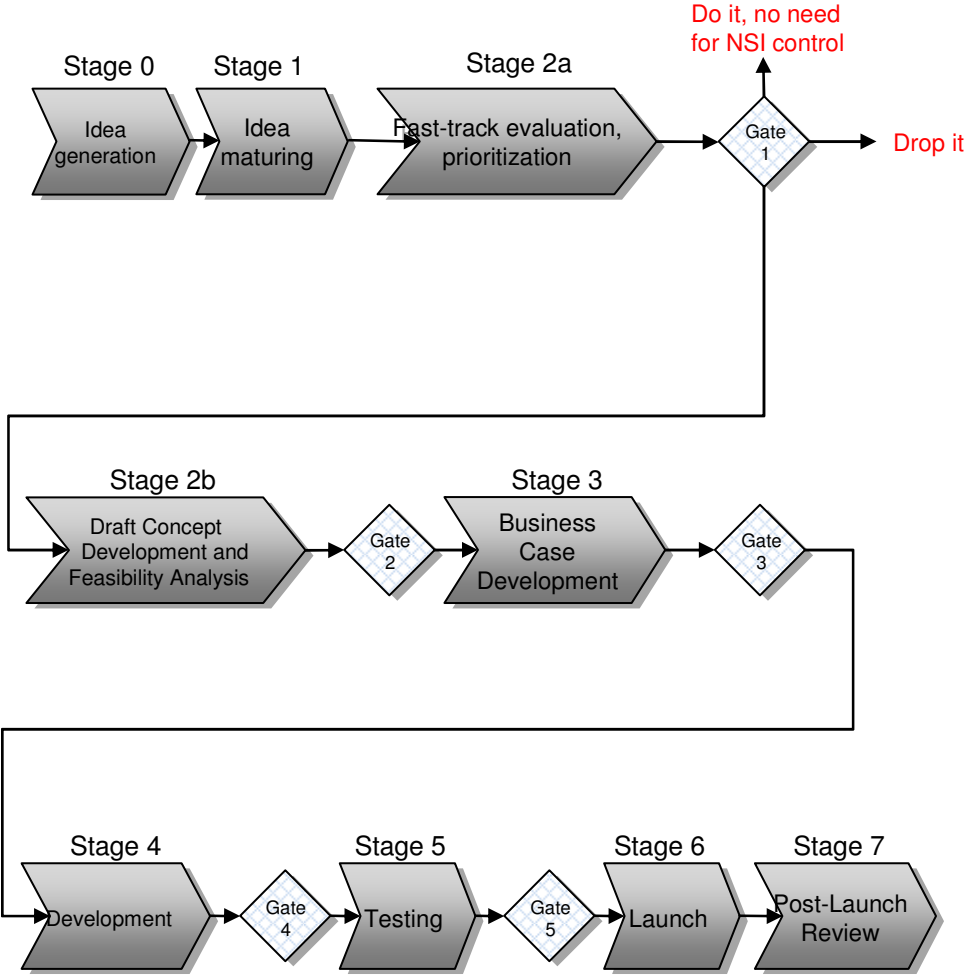 Do it, no need
for NSI control
Stage 0
Stage 1
Stage 2a
Idea
generation
Idea
maturing
Fast-track evaluation,
prioritization
Gate
1
Drop it
Stage 2b
Stage 3
Draft Concept
Development and
Feasibility Analysis
Gate
2
Business
Case
Development
Gate
3
Stage 4
Stage 5
Stage 6
Stage 7
Development
Gate
4
Testing
Gate
5
Launch
Post-Launch
Review